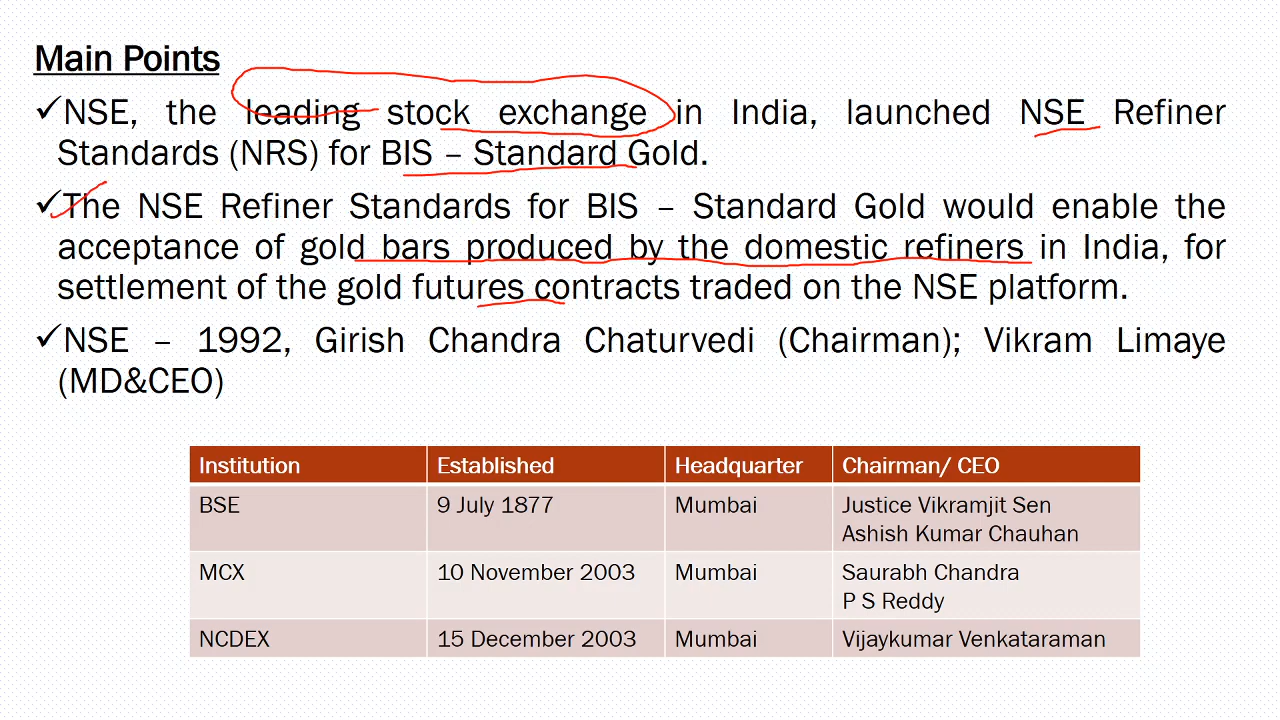 Main Points
✓NSE, the leading stock exchange in India, launched NSE Refiner
Standards (NRS) for BIS – Standard Gold.
✓The NSE Refiner Standards for BIS – Standard Gold would enable the
acceptance of gold bars produced by the domestic refiners in India, for
settlement of the gold futures contracts traded on the NSE platform.
✓NSE – 1992, Girish Chandra Chaturvedi (Chairman); Vikram Limaye
(MD&CEO)
Institution Established Headquarter Chairman/ CEO
BSE 9 July 1877 Mumbai Justice Vikramjit Sen
Ashish Kumar Chauhan
MCX 10 November 2003 Mumbai Saurabh Chandra
P S Reddy
NCDEX 15 December 2003 Mumbai Vijaykumar Venkataraman